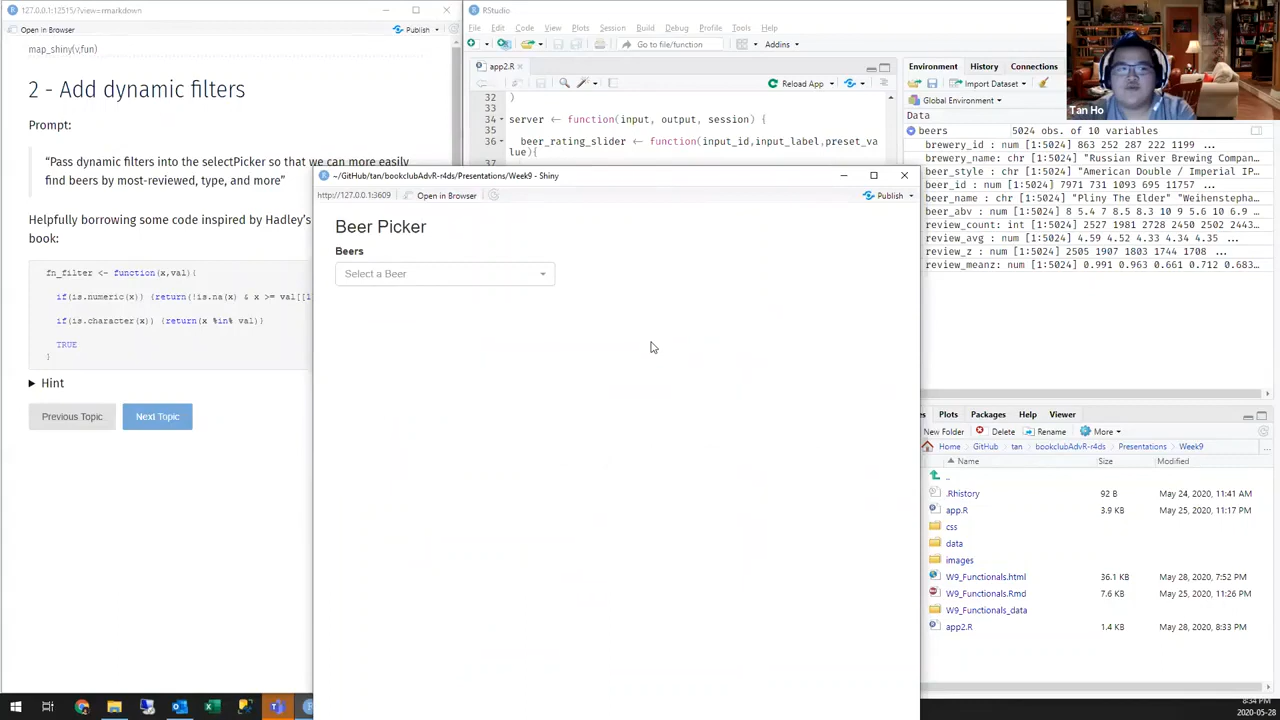 127.0.0.1:12515/?view=rmarkdown
Open in Browser
Publish
map_shiny(v,fun)
2 - Add dynamic filters
Prompt:
“Pass dynamic filters into the selectPicker so that we can more easily
find beers by most-reviewed, type, and more”
Helpfully borrowing some code inspired by Hadley’s
book:
fn_filter <- function(x,val){
if(is.numeric(x)) {return(!is.na(x) & x >= val[[1
if(is.character(x)) {return(x %in% val)}
TRUE
}
Hint
Previous Topic
Next Topic
RStudio
File Edit Code View Plots Session Build Debug Profile Tools Help
Go to file/function
Addins
app2.R
Reload App
32 )
33
34 server <- function(input, output, session) {
35
36 beer_rating_slider <- function(input_id,input_label,preset_va
lue){
~/GitHub/tan/bookclubAdvR-r4ds/Presentations/Week9 - Shiny
http://127.0.0.1:3609
Open in Browser
Publish
Beer Picker
Beers
Select a Beer
Environment History Connections
Import Dataset
Global Environment
Data
beers 5024 obs. of 10 variables
brewery_id: num [1:5024] 863 252 287 222 1199 ...
brewery_name: chr [1:5024] "Russian River Brewing Compan…
beer_style : chr [1:5024] "American Double / Imperial IP…
beer_id : num [1:5024] 7971 731 1093 695 11757 ...
beer_name : chr [1:5024] "Pliny The Elder" "Weihenstepha…
beer_abv : num [1:5024] 8 5.4 7 8.5 8.3 10 9 5.6 10 6.9 …
review_count: int [1:5024] 2527 1981 2728 2450 2502 2443…
review_avg : num [1:5024] 4.59 4.52 4.33 4.34 4.35 ...
review_z : num [1:5024] 2505 1907 1803 1744 1708 ...
review_meanz: num [1:5024] 0.991 0.963 0.661 0.712 0.683…
Tan Ho
Plots Packages Help Viewer
New Folder Delete Rename More
Home GitHub tan bookclubAdvR-r4ds Presentations Week9
Name Size Modified
..
.Rhistory 92 B May 24, 2020, 11:41 AM
app.R 3.9 KB May 25, 2020, 11:17 PM
css
data
images
W9_Functionals.html 36.1 KB May 28, 2020, 7:52 PM
W9_Functionals.Rmd 7.6 KB May 25, 2020, 11:26 PM
W9_Functionals_data
app2.R 1.4 KB May 28, 2020, 8:33 PM
8:34 PM
2020-05-28